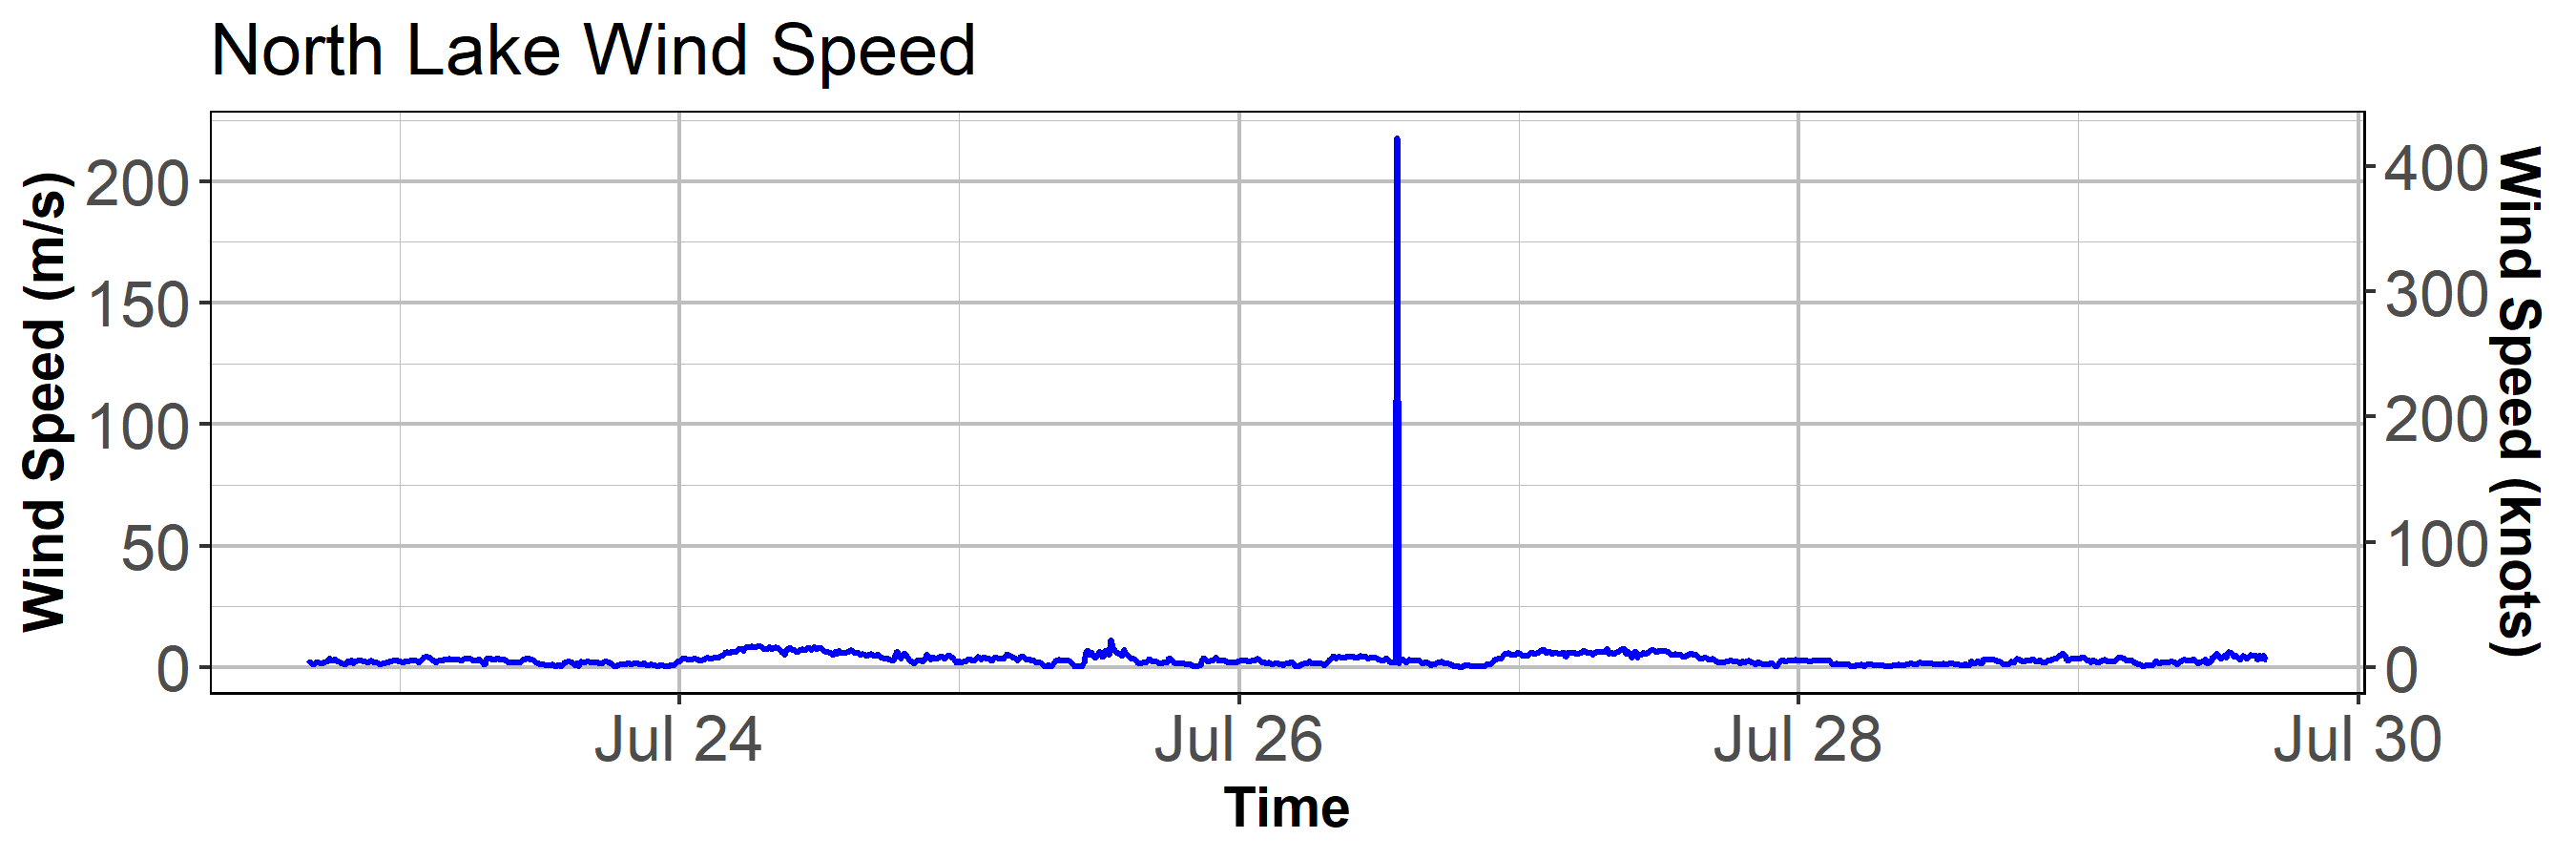 North Lake Wind Speed
Wind Speed (m/s)
200
150
100
50
0
400
300
200
100
0
Wind Speed (knots)
Jul 24
Jul 26
Jul 28
Jul 30
Time